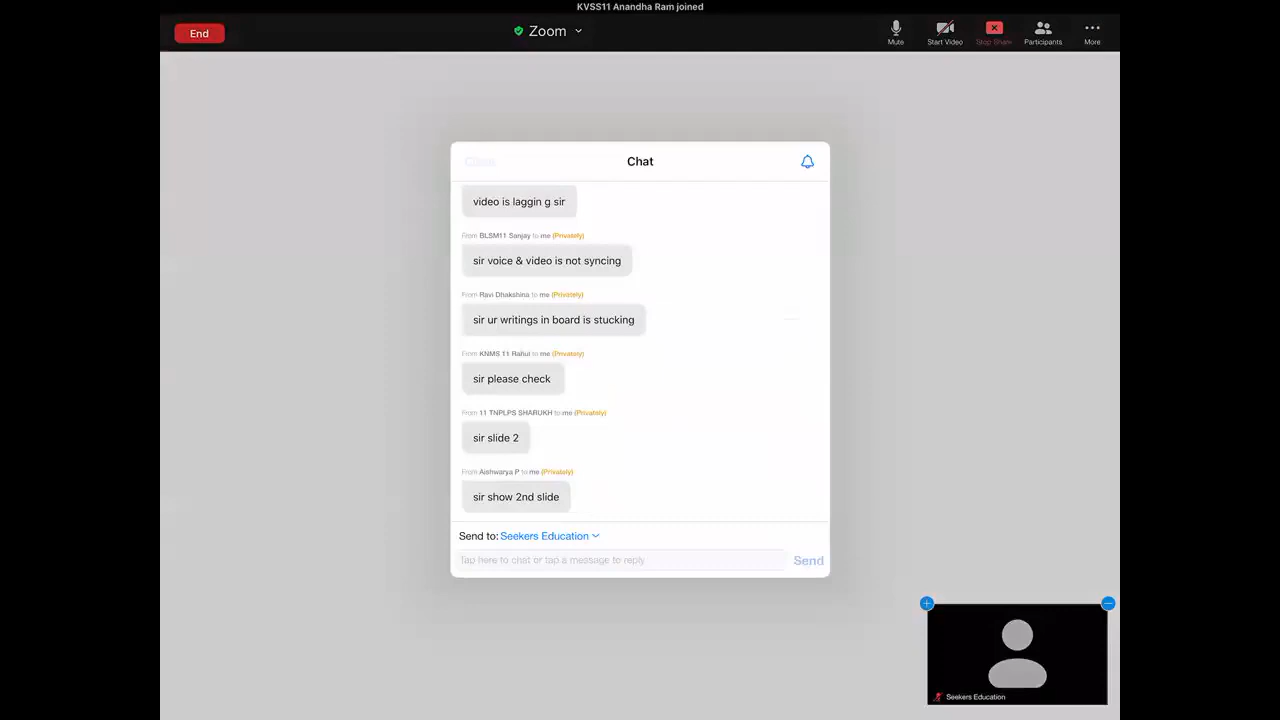 KVSS11 Anandha Ram joined
End
Zoom
Mute
Start Video
Stop Share
Participants
More
Close
Chat
video is laggin g sir
From BLSM11 Sanjay to me (Privately)
sir voice & video is not syncing
From Ravi Dhakshina to me (Privately)
sir ur writings in board is stucking
From KNMS 11 Rahul to me (Privately)
sir please check
From 11 TNPLPS SHARUKH to me (Privately)
sir slide 2
From Aishwarya P to me (Privately)
sir show 2nd slide
Send to: Seekers Education
Tap here to chat or tap a message to reply
Send
Seekers Education